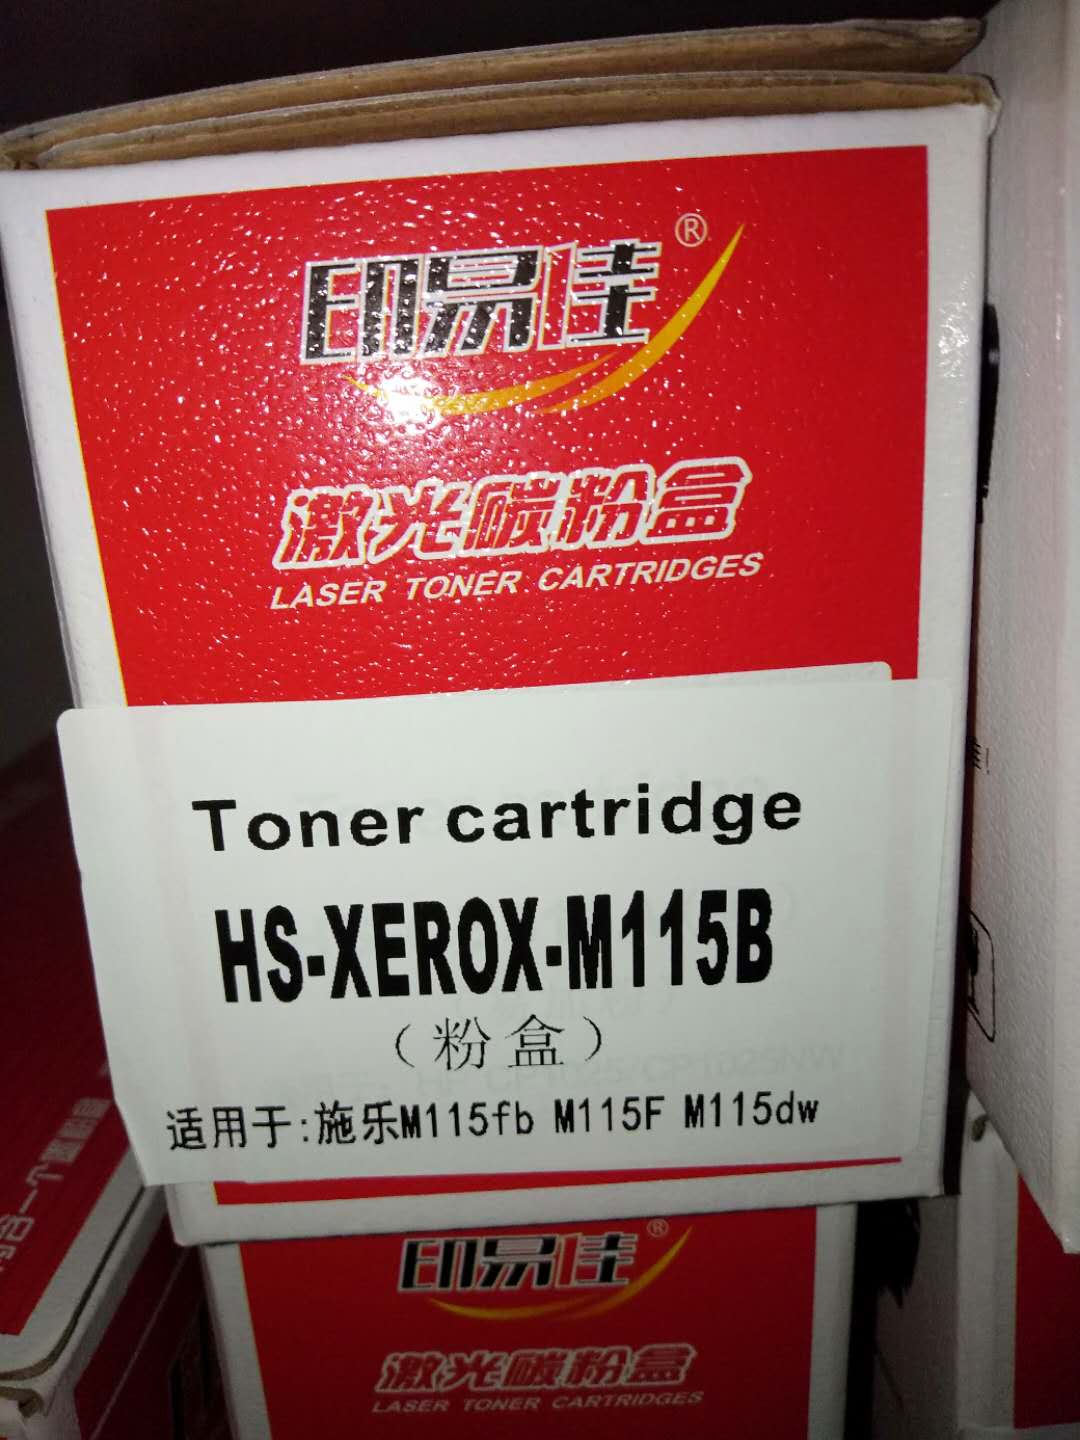 印易佳®
激光碳粉盒
LASER TONER CARTRIDGES
Toner cartridge
HS-XEROX-M115B
（粉盒）
适用于:施乐M115fb M115F M115dw
印易佳®
激光碳粉盒
LASER TONER CARTRIDGES